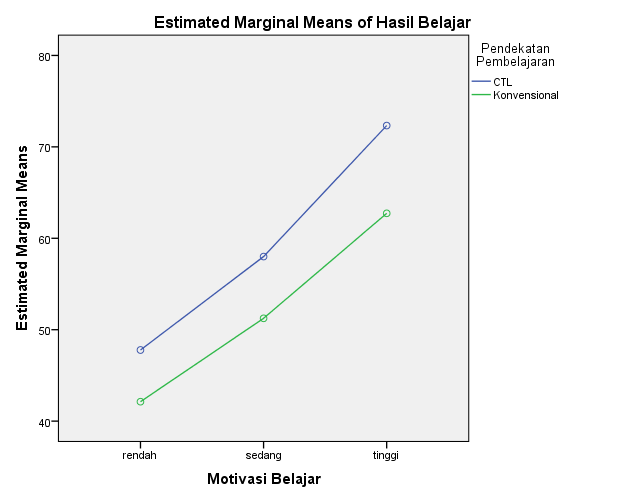 Estimated Marginal Means of Hasil Belajar
Pendekatan
Pembelajaran
CTL
Konvensional
Estimated Marginal Means
80
70
60
50
40
rendah
sedang
tinggi
Motivasi Belajar